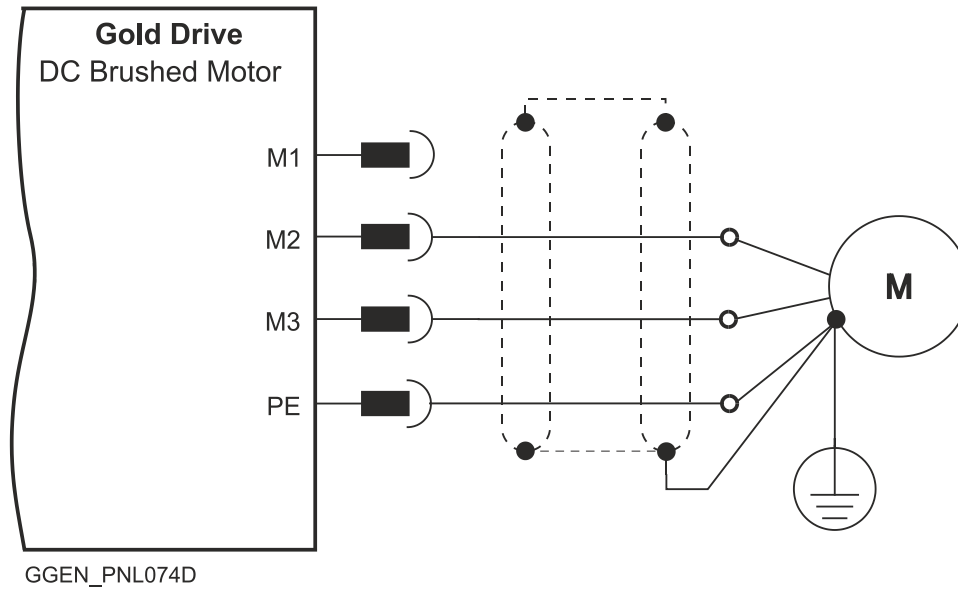 Gold Drive
DC Brushed Motor
M1
M2
M3
PE
M
GGEN_PNL074D